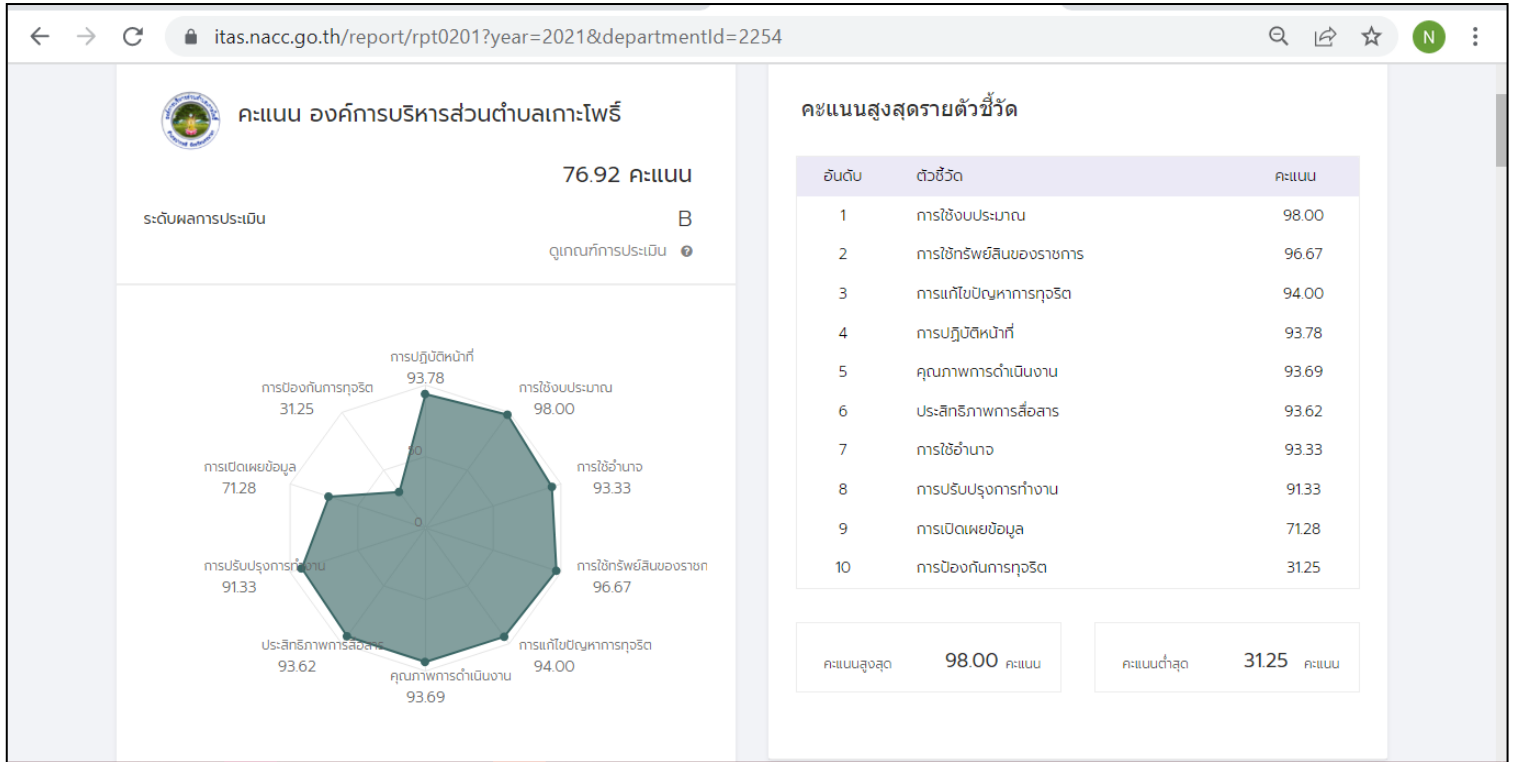 itas.nacc.go.th/report/rpt0201?year=2021&departmentId=2254
N
คะแนน องค์การบริหารส่วนตำบลเกาะโพธิ์
76.92 คะแนน
ระดับผลการประเมิน B
ดูเกณฑ์การประเมิน
การปฏิบัติหน้าที่
93.78
การใช้งบประมาณ
98.00
การใช้อำนาจ
93.33
การใช้ทรัพย์สินของราชก
96.67
การแก้ไขปัญหาการทุจริต
94.00
คุณภาพการดำเนินงาน
93.69
ประสิทธิภาพการสื่อสาร
93.62
การปรับปรุงการทำงาน
91.33
การเปิดเผยข้อมูล
71.28
การป้องกันการทุจริต
31.25
50
0
คะแนนสูงสุดรายตัวชี้วัด
อันดับ ตัวชี้วัด คะแนน
1 การใช้งบประมาณ 98.00
2 การใช้ทรัพย์สินของราชการ 96.67
3 การแก้ไขปัญหาการทุจริต 94.00
4 การปฏิบัติหน้าที่ 93.78
5 คุณภาพการดำเนินงาน 93.69
6 ประสิทธิภาพการสื่อสาร 93.62
7 การใช้อำนาจ 93.33
8 การปรับปรุงการทำงาน 91.33
9 การเปิดเผยข้อมูล 71.28
10 การป้องกันการทุจริต 31.25
คะแนนสูงสุด 98.00 คะแนน
คะแนนต่ำสุด 31.25 คะแนน